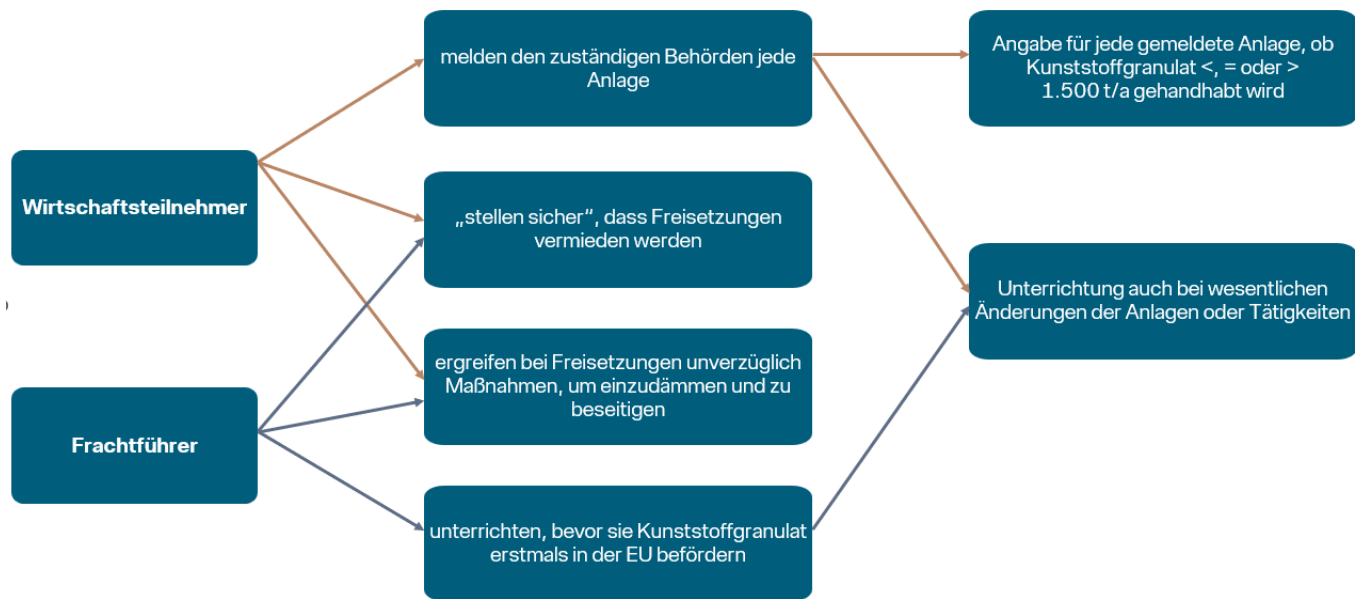 melden den zuständigen Behörden jede
Anlage
Angabe für jede gemeldete Anlage, ob
Kunststoffgranulat <, = oder >
1.500 t/a gehandhabt wird
Wirtschaftsteilnehmer
„stellen sicher“, dass Freisetzungen
vermieden werden
Unterrichtung auch bei wesentlichen
Änderungen der Anlagen oder Tätigkeiten
ergreifen bei Freisetzungen unverzüglich
Maßnahmen, um einzudämmen und zu
beseitigen
Frachtführer
unterrichten, bevor sie Kunststoffgranulat
erstmals in der EU befördern